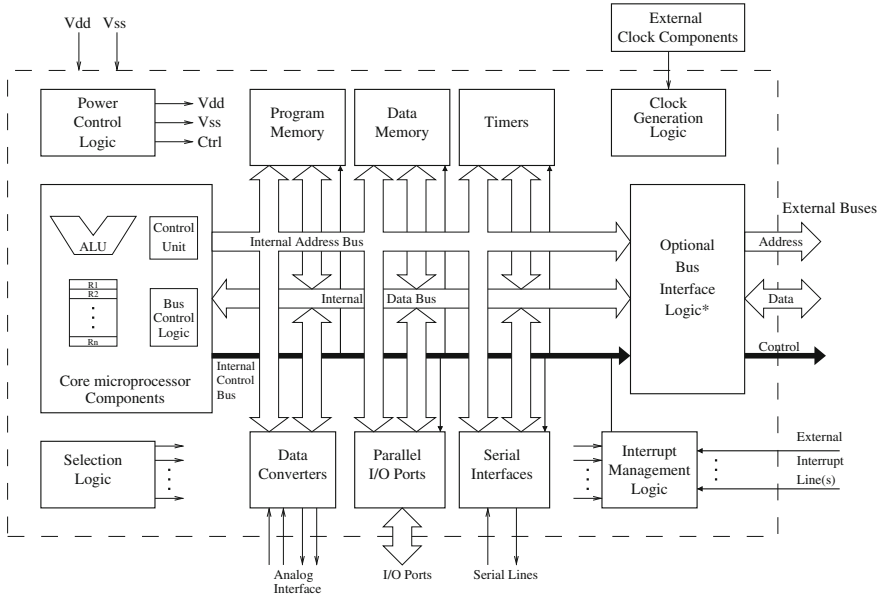 Vdd
Vss
External
Clock Components
Power
Control
Logic
Vdd
Vss
Ctrl
Program
Memory
Data
Memory
Timers
Clock
Generation
Logic
ALU
Control
Unit
R1
R2
Rn
Bus
Control
Logic
Core microprocessor
Components
Internal Address Bus
Internal
Data Bus
Internal
Control
Bus
Optional
Bus
Interface
Logic*
External Buses
Address
Data
Control
Selection
Logic
Data
Converters
Parallel
I/O Ports
Serial
Interfaces
Interrupt
Management
Logic
External
Interrupt
Line(s)
Analog
Interface
I/O Ports
Serial Lines